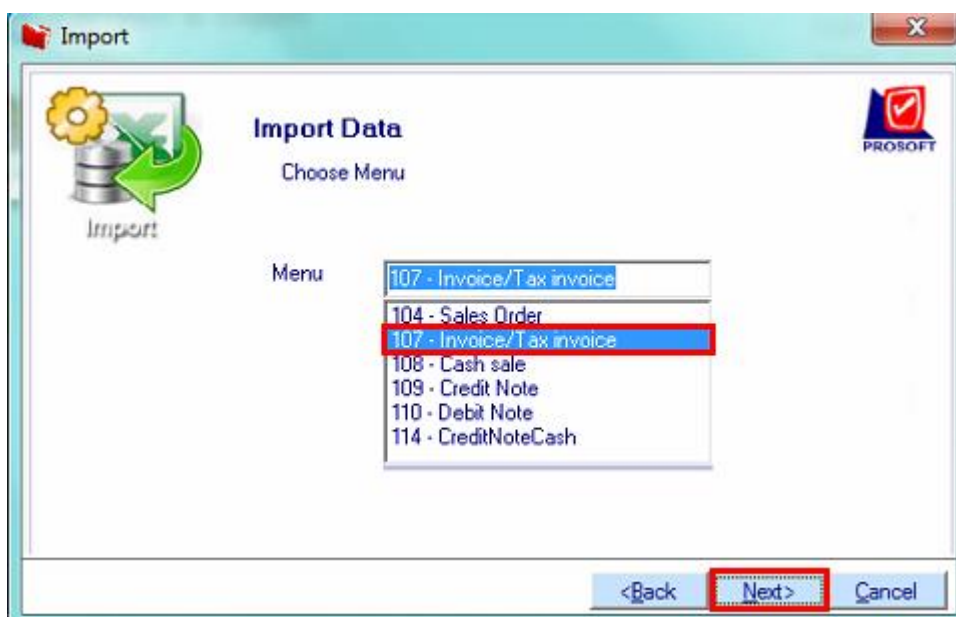 Import
Import Data
Choose Menu
PROSOFT
Import
Menu
107 - Invoice/Tax invoice
104 - Sales Order
107 - Invoice/Tax invoice
108 - Cash sale
109 - Credit Note
110 - Debit Note
114 - CreditNoteCash
<Back Next> Cancel